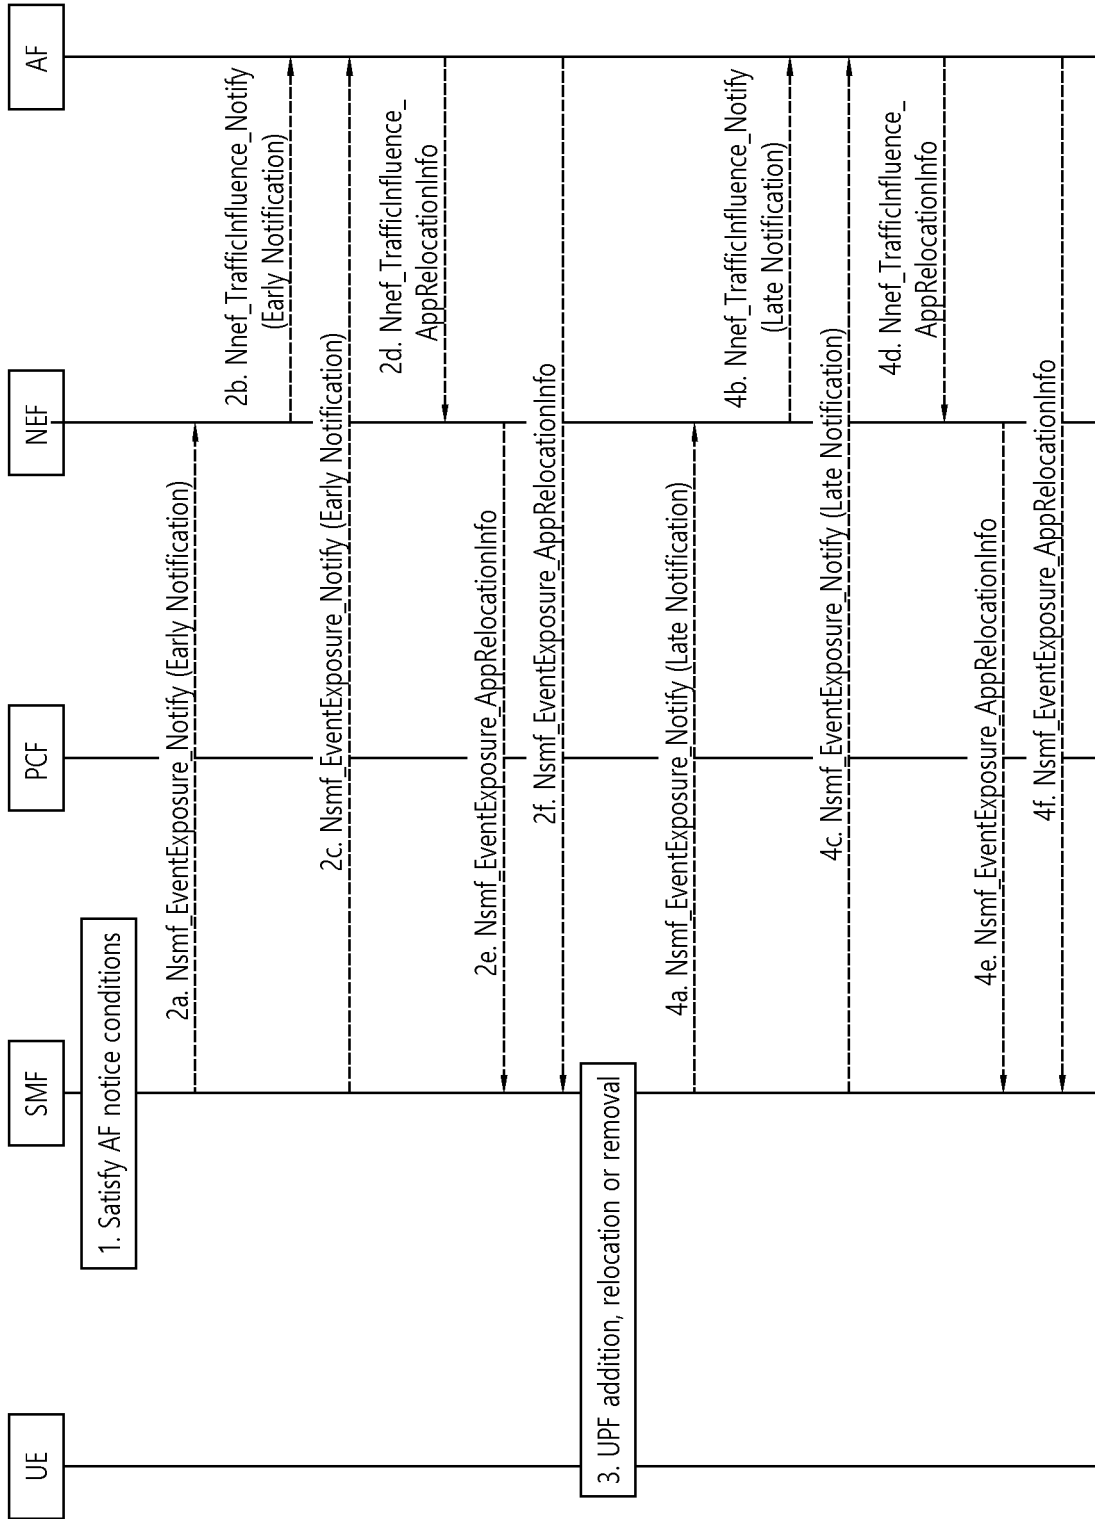 UE
SMF
PCF
NEF
AF
1. Satisfy AF notice conditions
2a. Nsmf_EventExposure_Notify (Early Notification)
2b. Nnef_TrafficInfluence_Notify
(Early Notification)
2c. Nsmf_EventExposure_Notify (Early Notification)
2d. Nnef_TrafficInfluence_
AppRelocationInfo
2e. Nsmf_EventExposure_AppRelocationInfo
2f. Nsmf_EventExposure_AppRelocationInfo
3. UPF addition, relocation or removal
4a. Nsmf_EventExposure_Notify (Late Notification)
4b. Nnef_TrafficInfluence_Notify
(Late Notification)
4c. Nsmf_EventExposure_Notify (Late Notification)
4d. Nnef_TrafficInfluence_
AppRelocationInfo
4e. Nsmf_EventExposure_AppRelocationInfo
4f. Nsmf_EventExposure_AppRelocationInfo